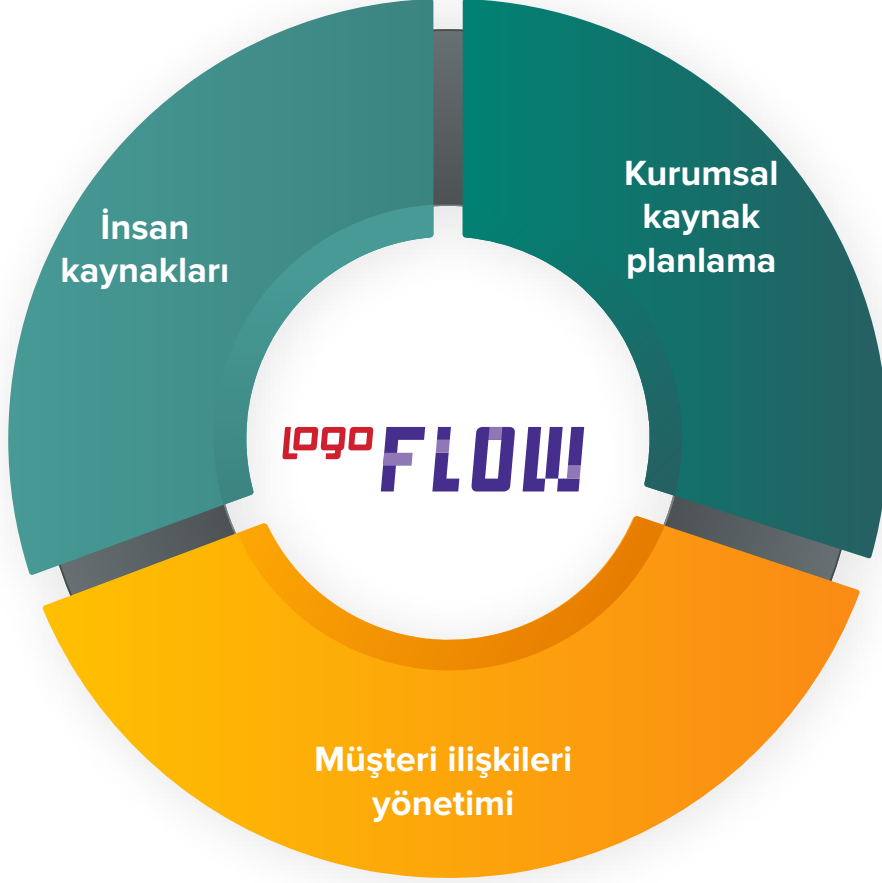 Kurumsal
kaynak
planlama
İnsan
kaynakları
logo FLOW
Müşteri ilişkileri
yönetimi